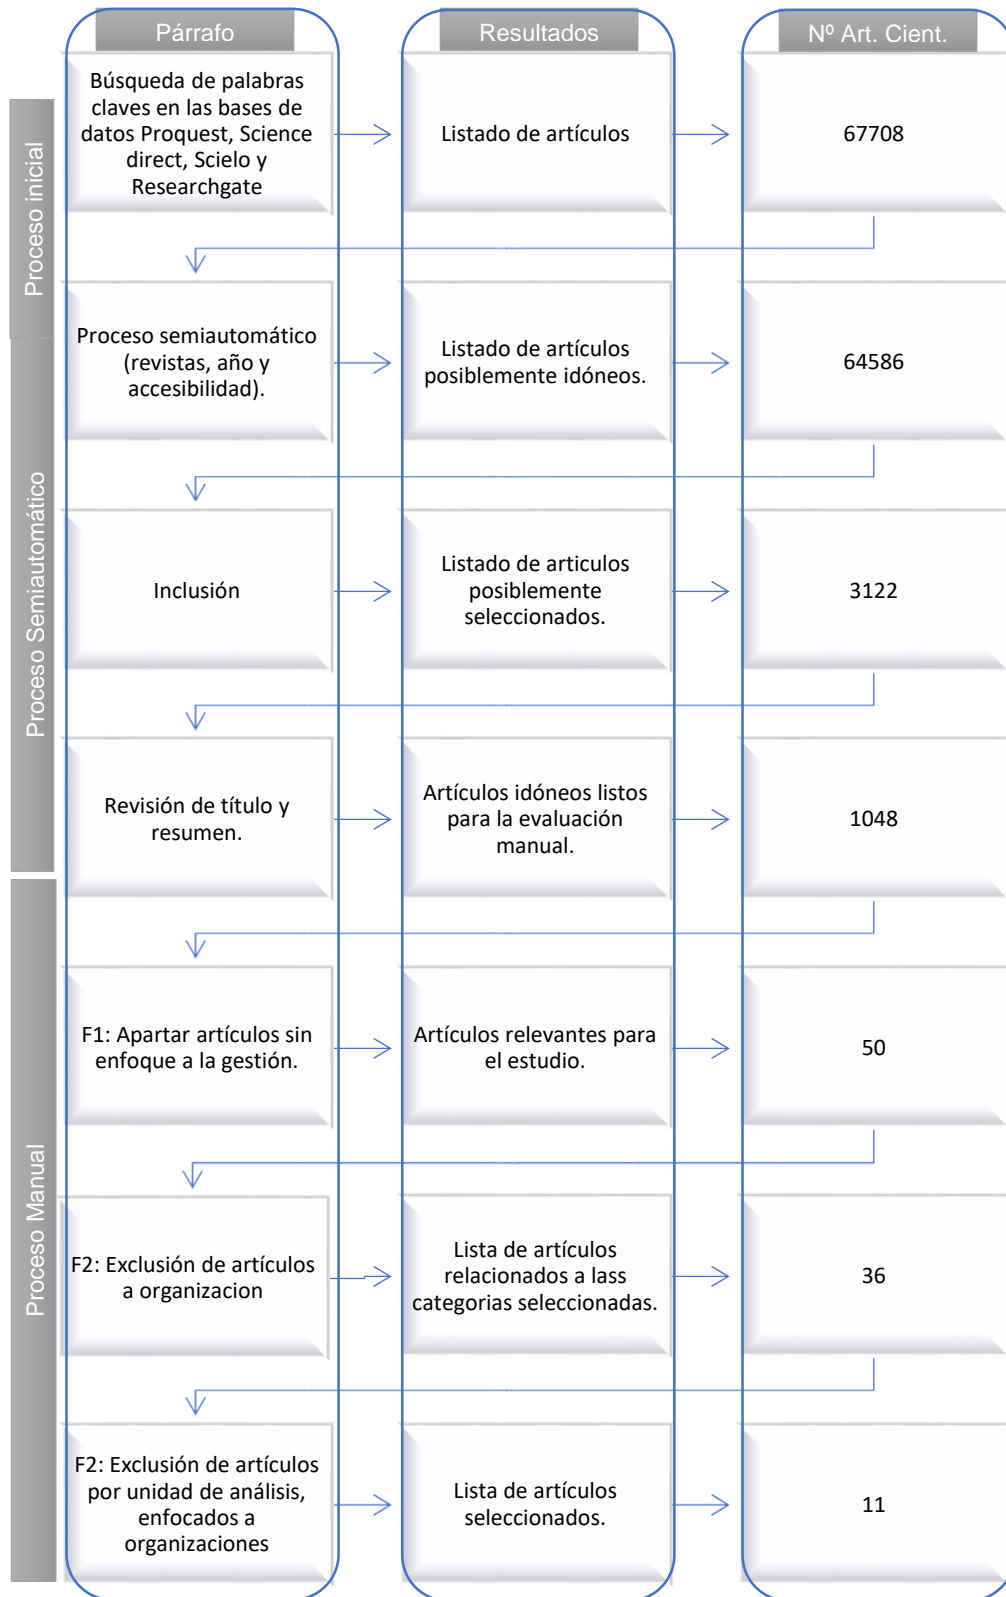 Párrafo
Resultados
Nº Art. Cient.
Proceso inicial
Búsqueda de palabras
claves en las bases de
datos Proquest, Science
direct, Scielo y
Researchgate
Listado de artículos
67708
Proceso Semiautomático
Proceso semiautomático
(revistas, año y
accesibilidad).
Listado de artículos
posiblemente idóneos.
64586
Inclusión
Listado de articulos
posiblemente
seleccionados.
3122
Revisión de título y
resumen.
Artículos idóneos listos
para la evaluación
manual.
1048
Proceso Manual
F1: Apartar artículos sin
enfoque a la gestión.
Artículos relevantes para
el estudio.
50
F2: Exclusión de artículos
a organizacion
Lista de artículos
relacionados a lass
categorias seleccionadas.
36
F2: Exclusión de artículos
por unidad de análisis,
enfocados a
organizaciones
Lista de artículos
seleccionados.
11